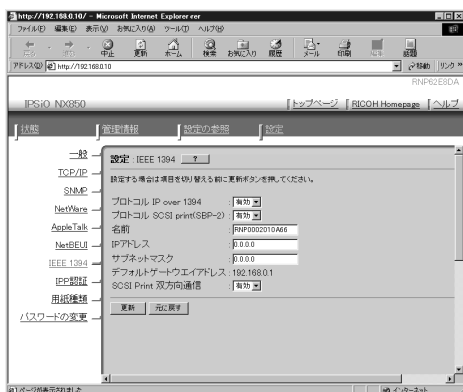 http://192.168.0.10/ - Microsoft Internet Explorer rer
ファイル(F) 編集(E) 表示(V) お気に入り(A) ツール(T) ヘルプ(H)
戻る 進む 中止 更新 ホーム 検索 お気に入り 履歴 メール 印刷 編集 話題
アドレス(D) http://192.168.0.10 移動 リンク »
RNP62E8DA
IPSiO NX850 [トップページ [RICOH Homepage [ヘルプ
状態 管理情報 設定の参照 設定
一般
TCP/IP
SNMP
NetWare
AppleTalk
NetBEUI
IEEE 1394
IPP認証
用紙種類
パスワードの変更
設定 : IEEE 1394 ?
設定する場合は項目を切り替える前に更新ボタンを押してください。
プロトコル IP over 1394 : 有効
プロトコル SCSI print(SBP-2) : 有効
名前 : RNP0002010A66
IPアドレス : 0.0.0.0
サブネットマスク : 0.0.0.0
デフォルトゲートウエイアドレス : 192.168.0.1
SCSI Print 双方向通信 : 有効
更新 元に戻す
ページが表示されました
インターネット